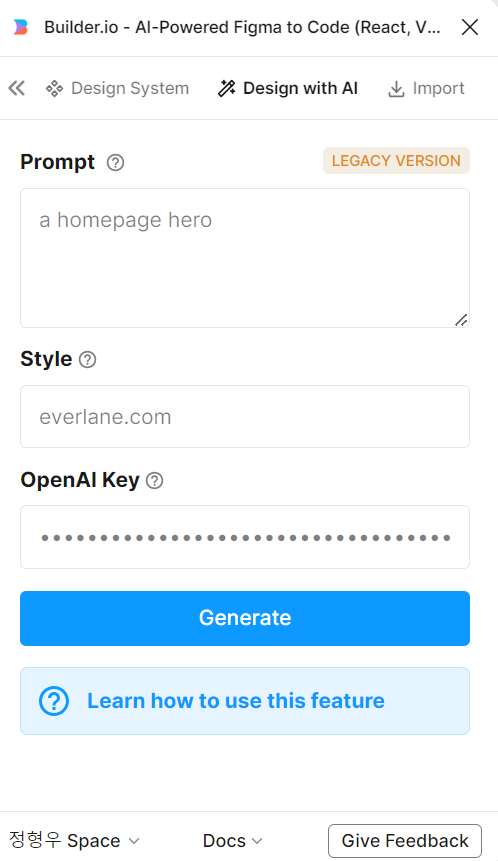 Builder.io - AI-Powered Figma to Code (React, V...
Design System Design with AI Import
Prompt LEGACY VERSION
a homepage hero
Style
everlane.com
OpenAI Key
•••••••••••••••••••••••••••••••••••
Generate
Learn how to use this feature
정형우 Space Docs Give Feedback